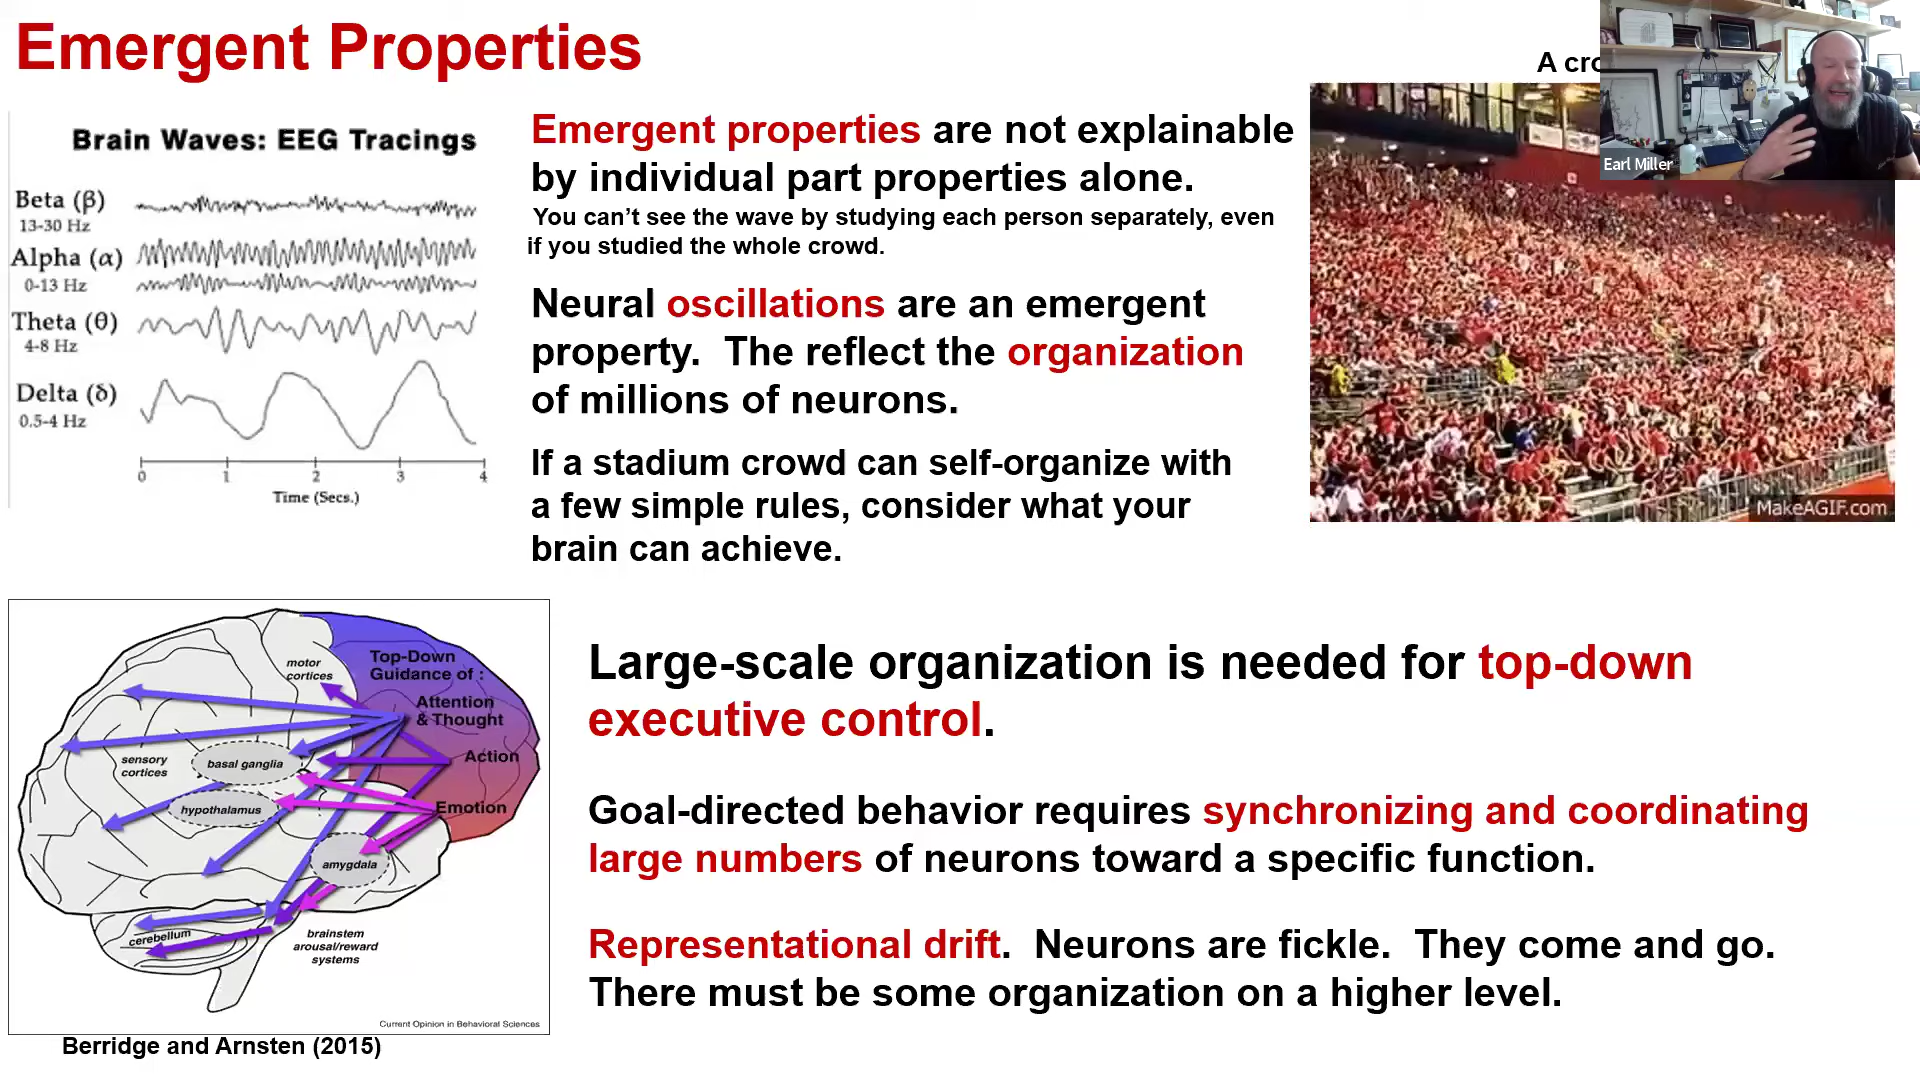 Emergent Properties
A cro
Earl Miller
Brain Waves: EEG Tracings
Beta (β)
13-30 Hz
Alpha (α)
0-13 Hz
Theta (θ)
4-8 Hz
Delta (δ)
0.5-4 Hz
0 1 2 3 4
Time (Secs.)
Emergent properties are not explainable
by individual part properties alone.
You can’t see the wave by studying each person separately, even
if you studied the whole crowd.
Neural oscillations are an emergent
property. The reflect the organization
of millions of neurons.
If a stadium crowd can self-organize with
a few simple rules, consider what your
brain can achieve.
MakeAGIF.com
motor
cortices
Top-Down
Guidance of :
Attention
& Thought
Action
Emotion
sensory
cortices
basal ganglia
hypothalamus
amygdala
cerebellum
brainstem
arousal/reward
systems
Current Opinion in Behavioral Sciences
Berridge and Arnsten (2015)
Large-scale organization is needed for top-down
executive control.
Goal-directed behavior requires synchronizing and coordinating
large numbers of neurons toward a specific function.
Representational drift. Neurons are fickle. They come and go.
There must be some organization on a higher level.